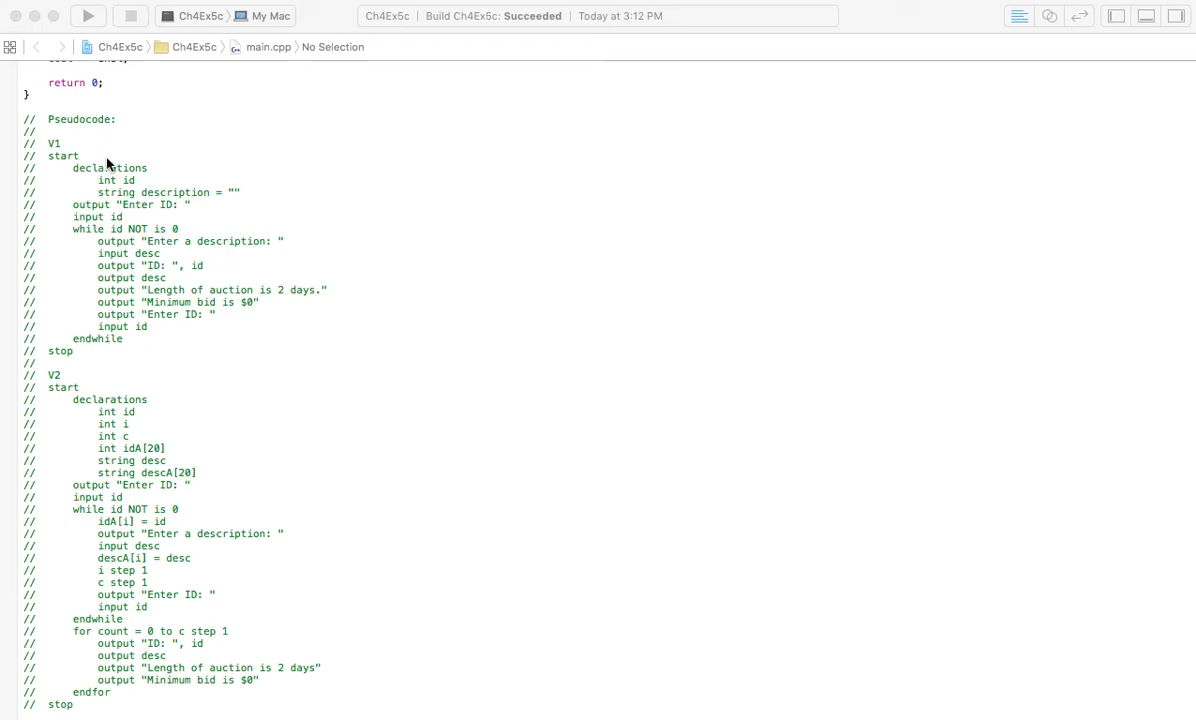 Ch4Ex5c My Mac Ch4Ex5c | Build Ch4Ex5c: Succeeded | Today at 3:12 PM
Ch4Ex5c Ch4Ex5c main.cpp No Selection
return 0;
}
// Pseudocode:
//
// V1
// start
// declarations
// int id
// string description = ""
// output "Enter ID: "
// input id
// while id NOT is 0
// output "Enter a description: "
// input desc
// output "ID: ", id
// output desc
// output "Length of auction is 2 days."
// output "Minimum bid is $0"
// output "Enter ID: "
// input id
// endwhile
// stop
//
// V2
// start
// declarations
// int id
// int i
// int c
// int idA[20]
// string desc
// string descA[20]
// output "Enter ID: "
// input id
// while id NOT is 0
// idA[i] = id
// output "Enter a description: "
// input desc
// descA[i] = desc
// i step 1
// c step 1
// output "Enter ID: "
// input id
// endwhile
// for count = 0 to c step 1
// output "ID: ", id
// output desc
// output "Length of auction is 2 days"
// output "Minimum bid is $0"
// endfor
// stop